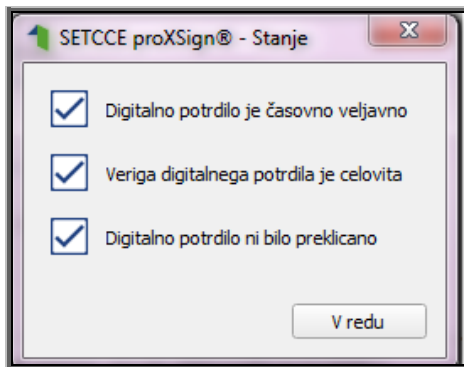 SETCCE proXSign® - Stanje
Digitalno potrdilo je časovno veljavno
Veriga digitalnega potrdila je celovita
Digitalno potrdilo ni bilo preklicano
V redu